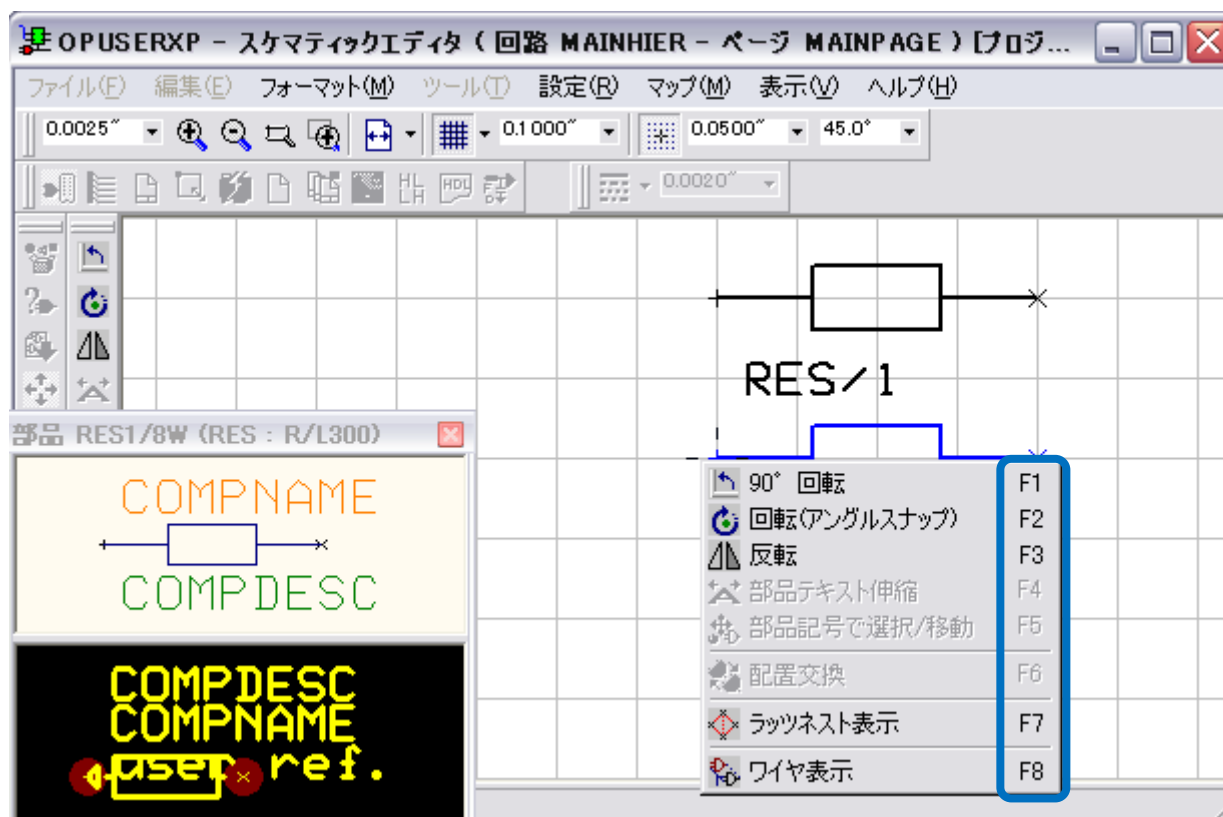 OPUSERXP - スケマティックエディタ ( 回路 MAINHIER - ページ MAINPAGE ) [プロジ...
ファイル(F) 編集(E) フォーマット(M) ツール(T) 設定(R) マップ(M) 表示(V) ヘルプ(H)
0.0025" 0.1000" 0.0500" 45.0°
HL LH HDL 0.0020"
RES/1
部品 RES1/8W (RES : R/L300)
COMPNAME
COMPDESC
COMPDESC
COMPNAME
user ref.
90° 回転 F1
回転(アングルスナップ) F2
反転 F3
部品テキスト伸縮 F4
部品記号で選択/移動 F5
配置交換 F6
ラッツネスト表示 F7
ワイヤ表示 F8